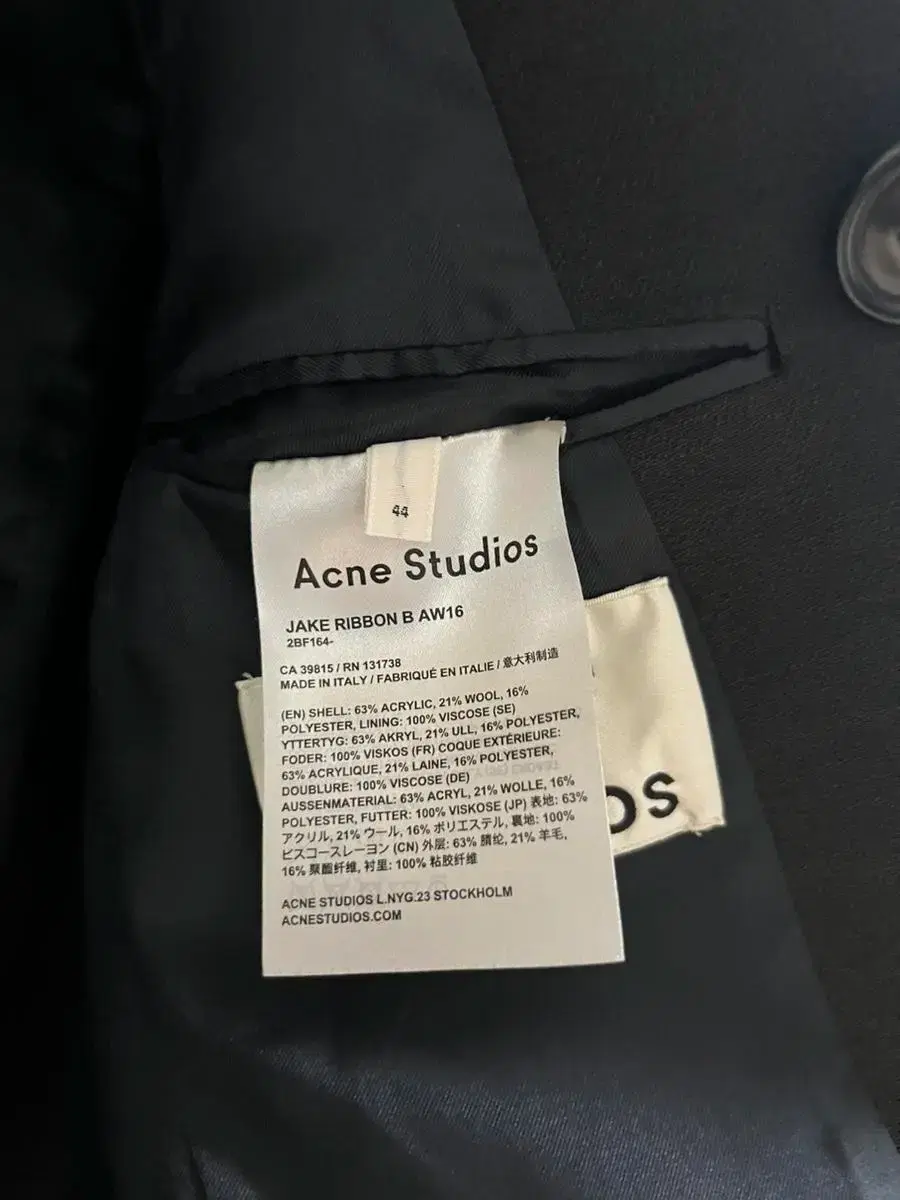 44
Acne Studios
JAKE RIBBON B AW16
2BF164-
CA 39815 / RN 131738
MADE IN ITALY / FABRIQUÉ EN ITALIE / 意大利制造
(EN) SHELL: 63% ACRYLIC, 21% WOOL, 16%
POLYESTER, LINING: 100% VISCOSE (SE)
YTTERTYG: 63% AKRYL, 21% ULL, 16% POLYESTER,
FODER: 100% VISKOS (FR) COQUE EXTÉRIEURE:
63% ACRYLIQUE, 21% LAINE, 16% POLYESTER,
DOUBLURE: 100% VISCOSE (DE)
AUSSENMATERIAL: 63% ACRYL, 21% WOLLE, 16%
POLYESTER, FUTTER: 100% VISKOSE (JP) 表地: 63%
アクリル, 21% ウール, 16% ポリエステル, 裏地: 100%
ビスコースレーヨン (CN) 外层: 63% 腈纶, 21% 羊毛,
16% 聚酯纤维, 衬里: 100% 粘胶纤维
ACNE STUDIOS L.NYG.23 STOCKHOLM
ACNESTUDIOS.COM